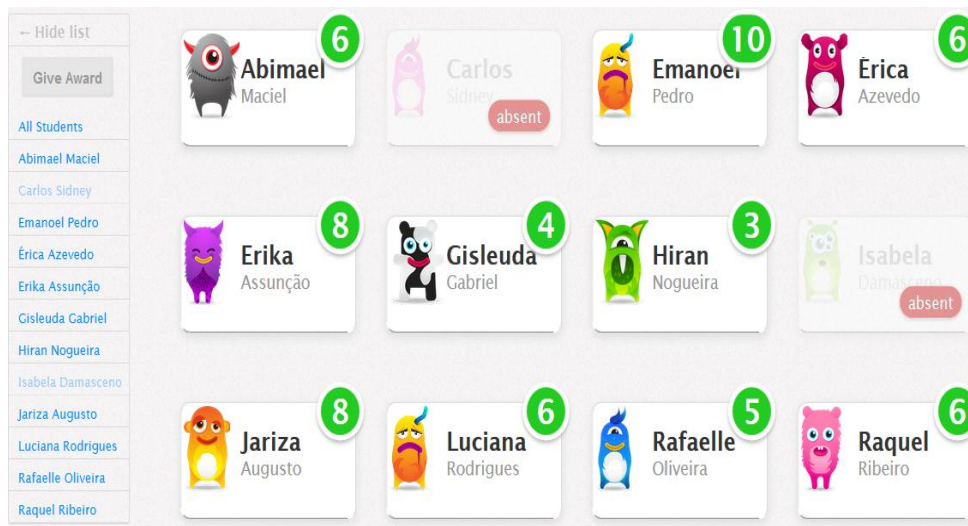 ← Hide list
Give Award
All Students
Abimael Maciel
Carlos Sidney
Emanoel Pedro
Érica Azevedo
Erika Assunção
Gisleuda Gabriel
Hiran Nogueira
Isabela Damasceno
Jariza Augusto
Luciana Rodrigues
Rafaelle Oliveira
Raquel Ribeiro
6
Abimael
Maciel
Carlos
Sidney
absent
10
Emanoel
Pedro
6
Érica
Azevedo
8
Erika
Assunção
4
Gisleuda
Gabriel
3
Hiran
Nogueira
Isabela
Damasceno
absent
8
Jariza
Augusto
6
Luciana
Rodrigues
5
Rafaelle
Oliveira
6
Raquel
Ribeiro